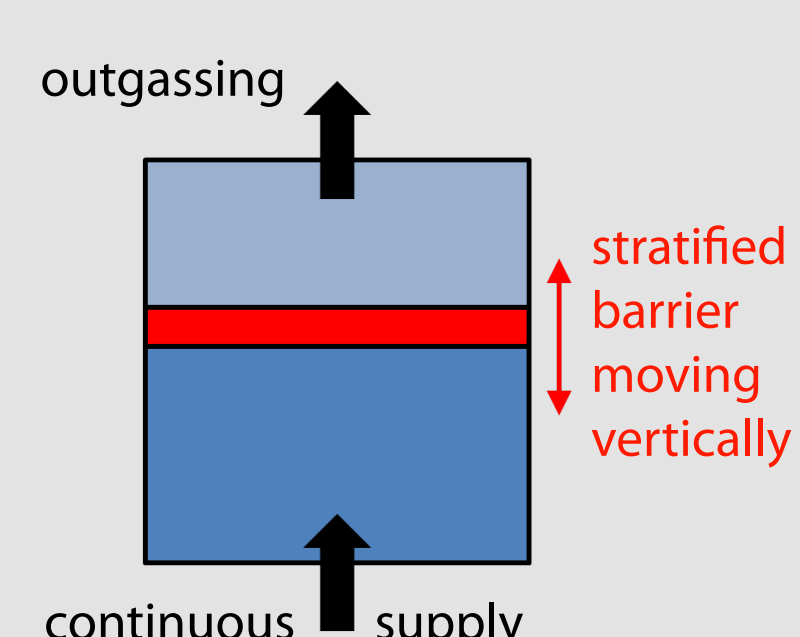 outgassing
stratified
barrier
moving
vertically
continuous supply